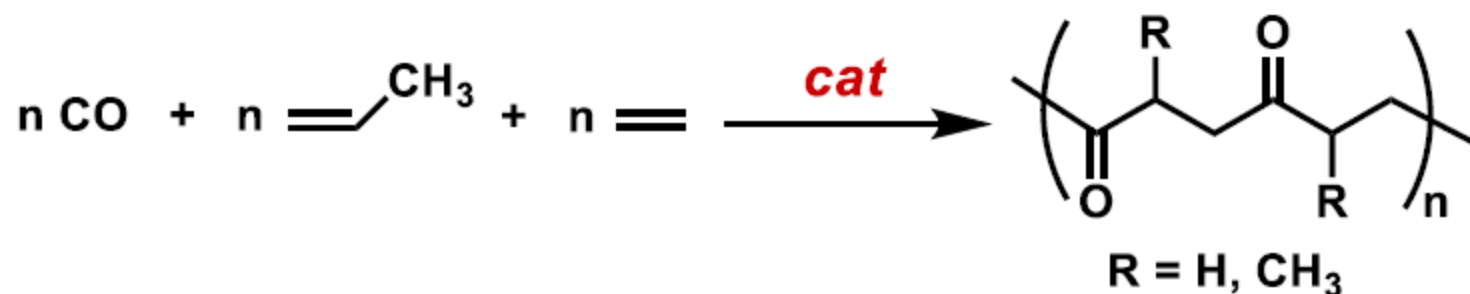 n CO + n CH₃ + n cat R O O R n
R = H, CH₃